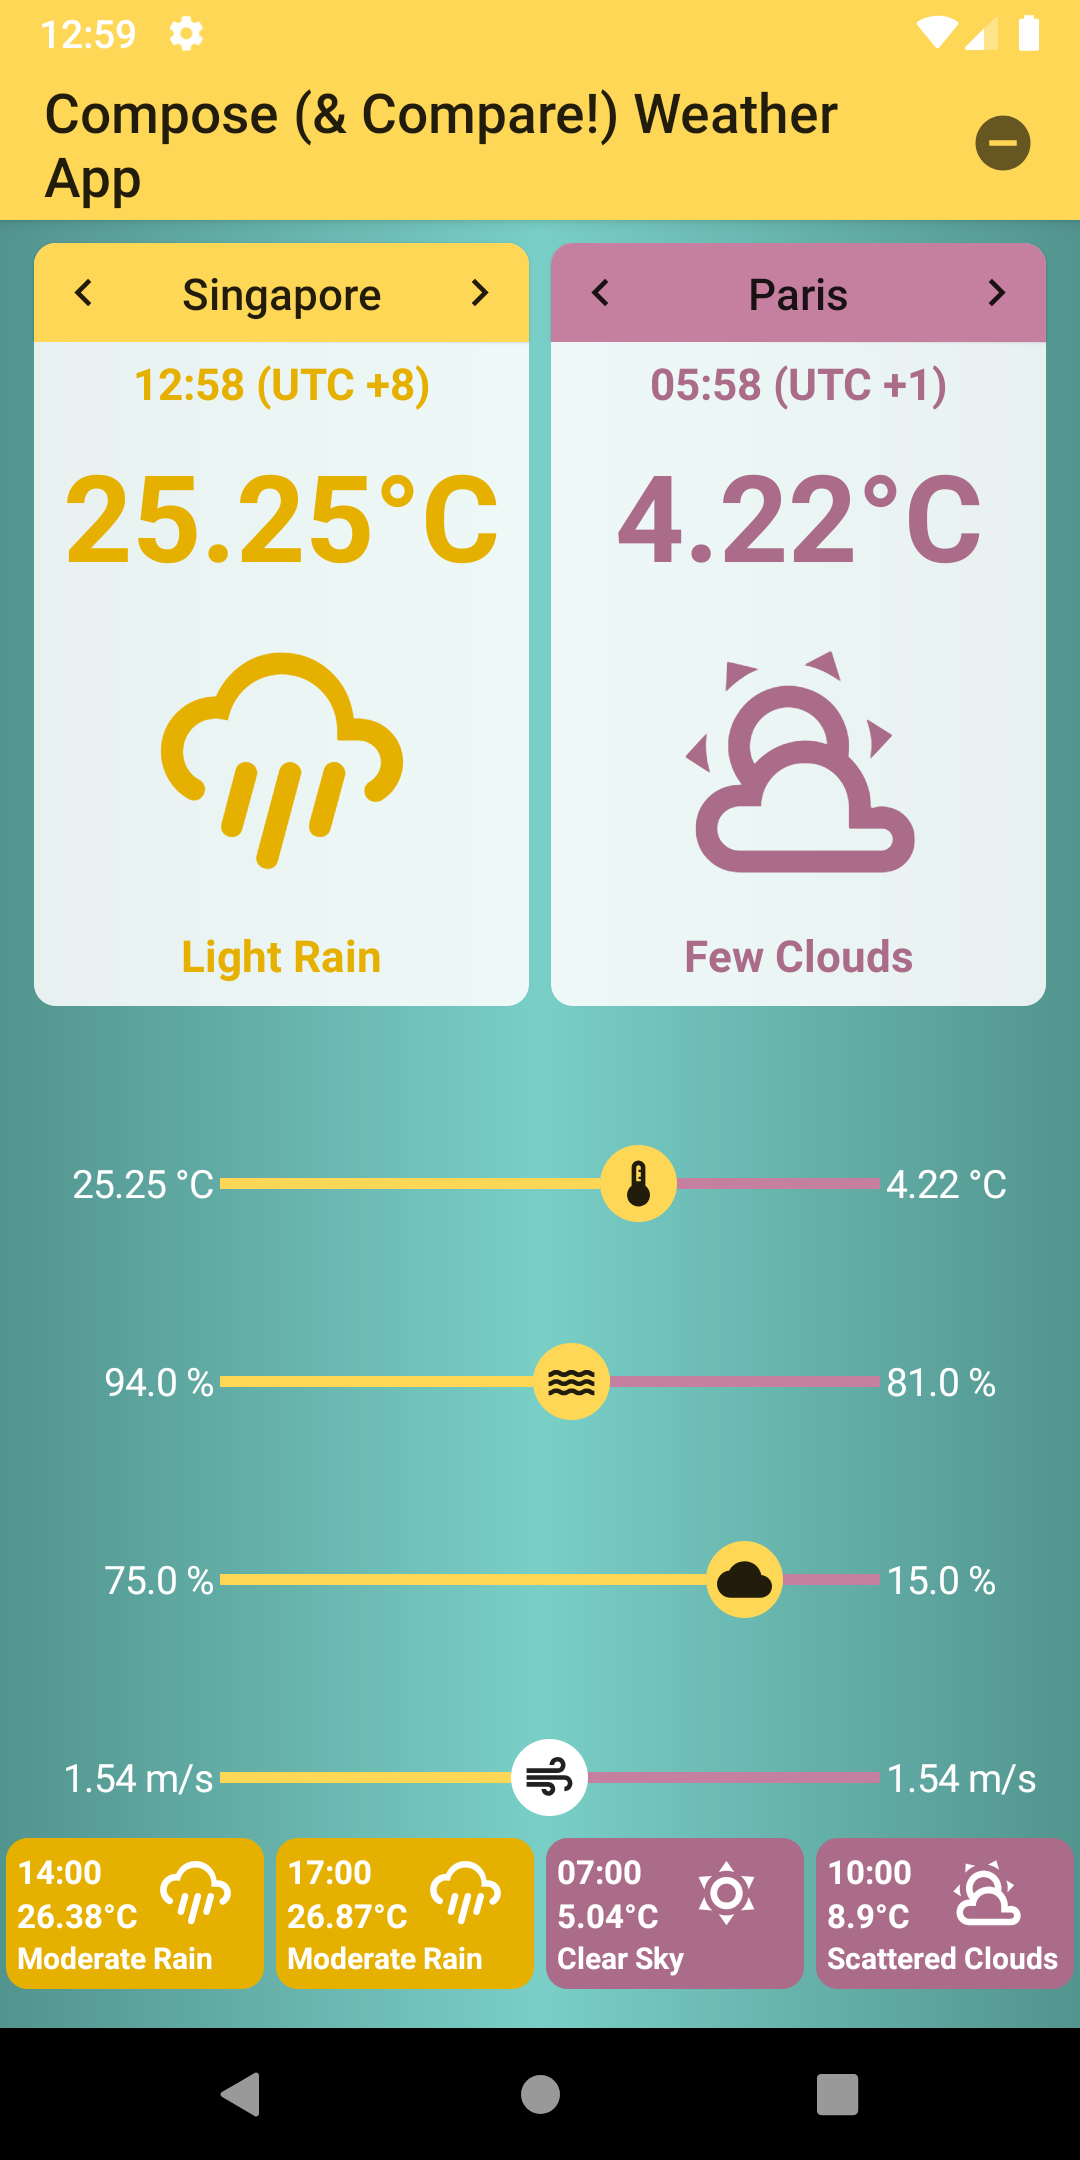 12:59
Compose (& Compare!) Weather
App
Singapore
Paris
12:58 (UTC +8)
05:58 (UTC +1)
25.25°C
4.22°C
Light Rain
Few Clouds
25.25 °C
4.22 °C
94.0 %
81.0 %
75.0 %
15.0 %
1.54 m/s
1.54 m/s
14:00
26.38°C
Moderate Rain
17:00
26.87°C
Moderate Rain
07:00
5.04°C
Clear Sky
10:00
8.9°C
Scattered Clouds